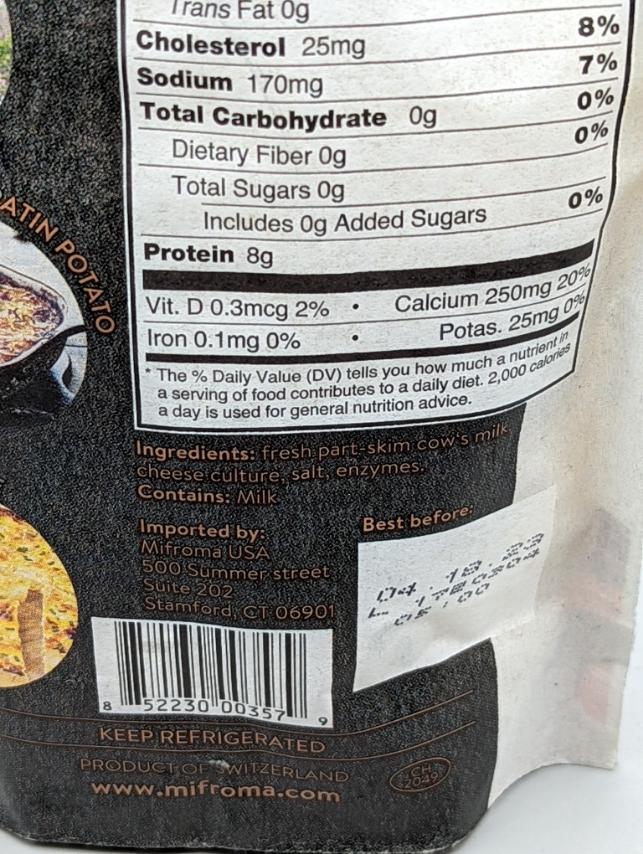 Trans Fat 0g
Cholesterol 25mg 8%
Sodium 170mg 7%
Total Carbohydrate 0g 0%
Dietary Fiber 0g 0%
Total Sugars 0g
Includes 0g Added Sugars 0%
Protein 8g
Vit. D 0.3mcg 2% • Calcium 250mg 20%
Iron 0.1mg 0% • Potas. 25mg 0%
* The % Daily Value (DV) tells you how much a nutrient in
a serving of food contributes to a daily diet. 2,000 calories
a day is used for general nutrition advice.
ATIN POTATO
Ingredients: fresh part-skim cow's milk,
cheese culture, salt, enzymes.
Contains: Milk
Imported by:
Mifroma USA
500 Summer street
Suite 202
Stamford, CT 06901
Best before:
04 . 18 . 23
8 52230 00357 9
KEEP REFRIGERATED
PRODUCT OF SWITZERLAND
www.mifroma.com
CH
2049